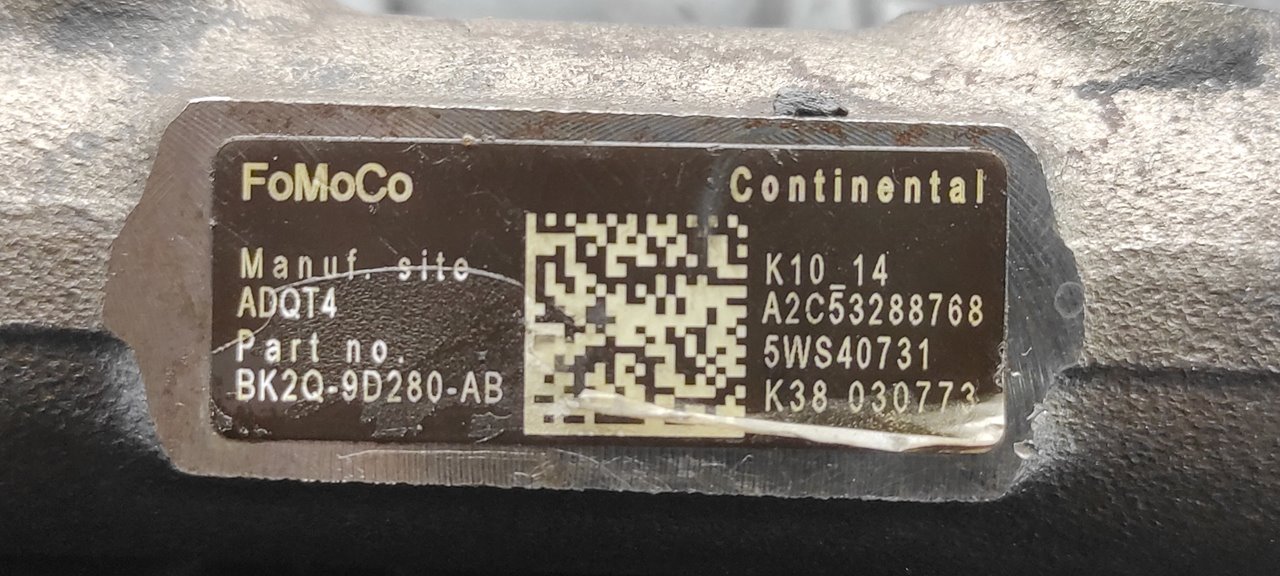 FoMoCo
Continental
Manuf. site
ADQT4
Part no.
BK2Q-9D280-AB
K10_14
A2C53288768
5WS40731
K38 030773